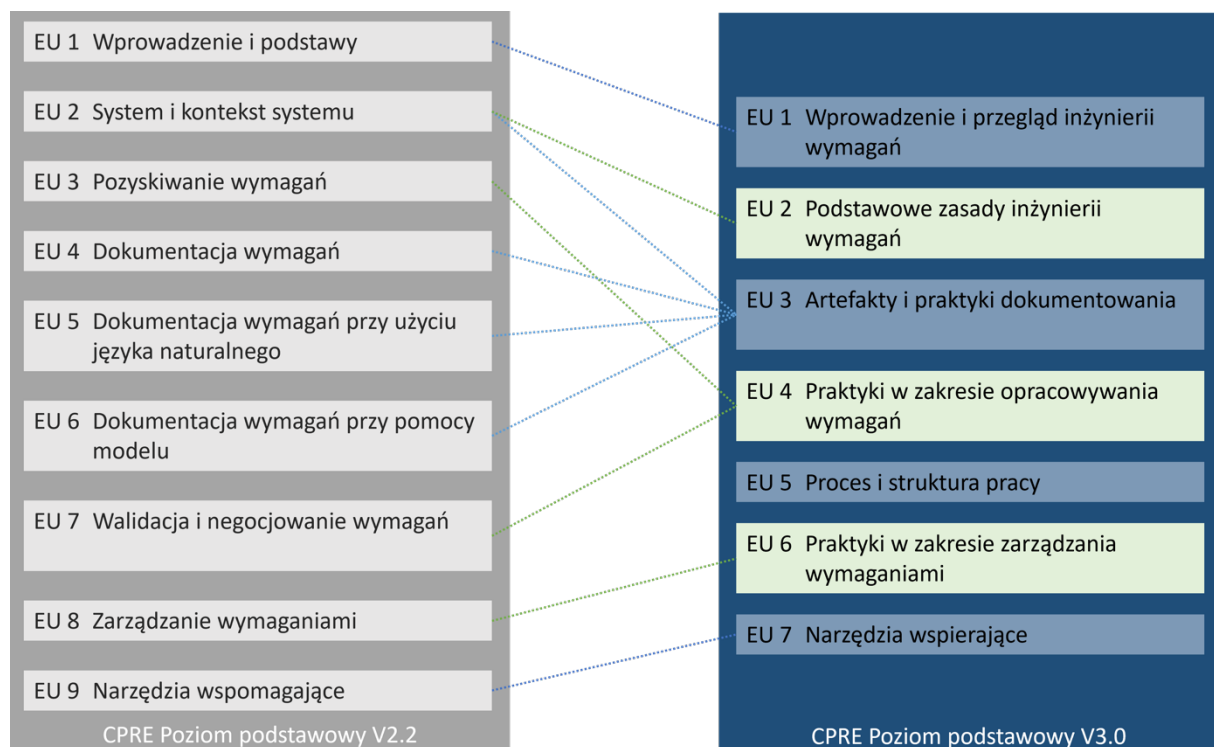 EU 1 Wprowadzenie i podstawy
EU 2 System i kontekst systemu
EU 3 Pozyskiwanie wymagań
EU 4 Dokumentacja wymagań
EU 5 Dokumentacja wymagań przy użyciu
języka naturalnego
EU 6 Dokumentacja wymagań przy pomocy
modelu
EU 7 Walidacja i negocjowanie wymagań
EU 8 Zarządzanie wymaganiami
EU 9 Narzędzia wspomagające
CPRE Poziom podstawowy V2.2
EU 1 Wprowadzenie i przegląd inżynierii
wymagań
EU 2 Podstawowe zasady inżynierii
wymagań
EU 3 Artefakty i praktyki dokumentowania
EU 4 Praktyki w zakresie opracowywania
wymagań
EU 5 Proces i struktura pracy
EU 6 Praktyki w zakresie zarządzania
wymaganiami
EU 7 Narzędzia wspierające
CPRE Poziom podstawowy V3.0